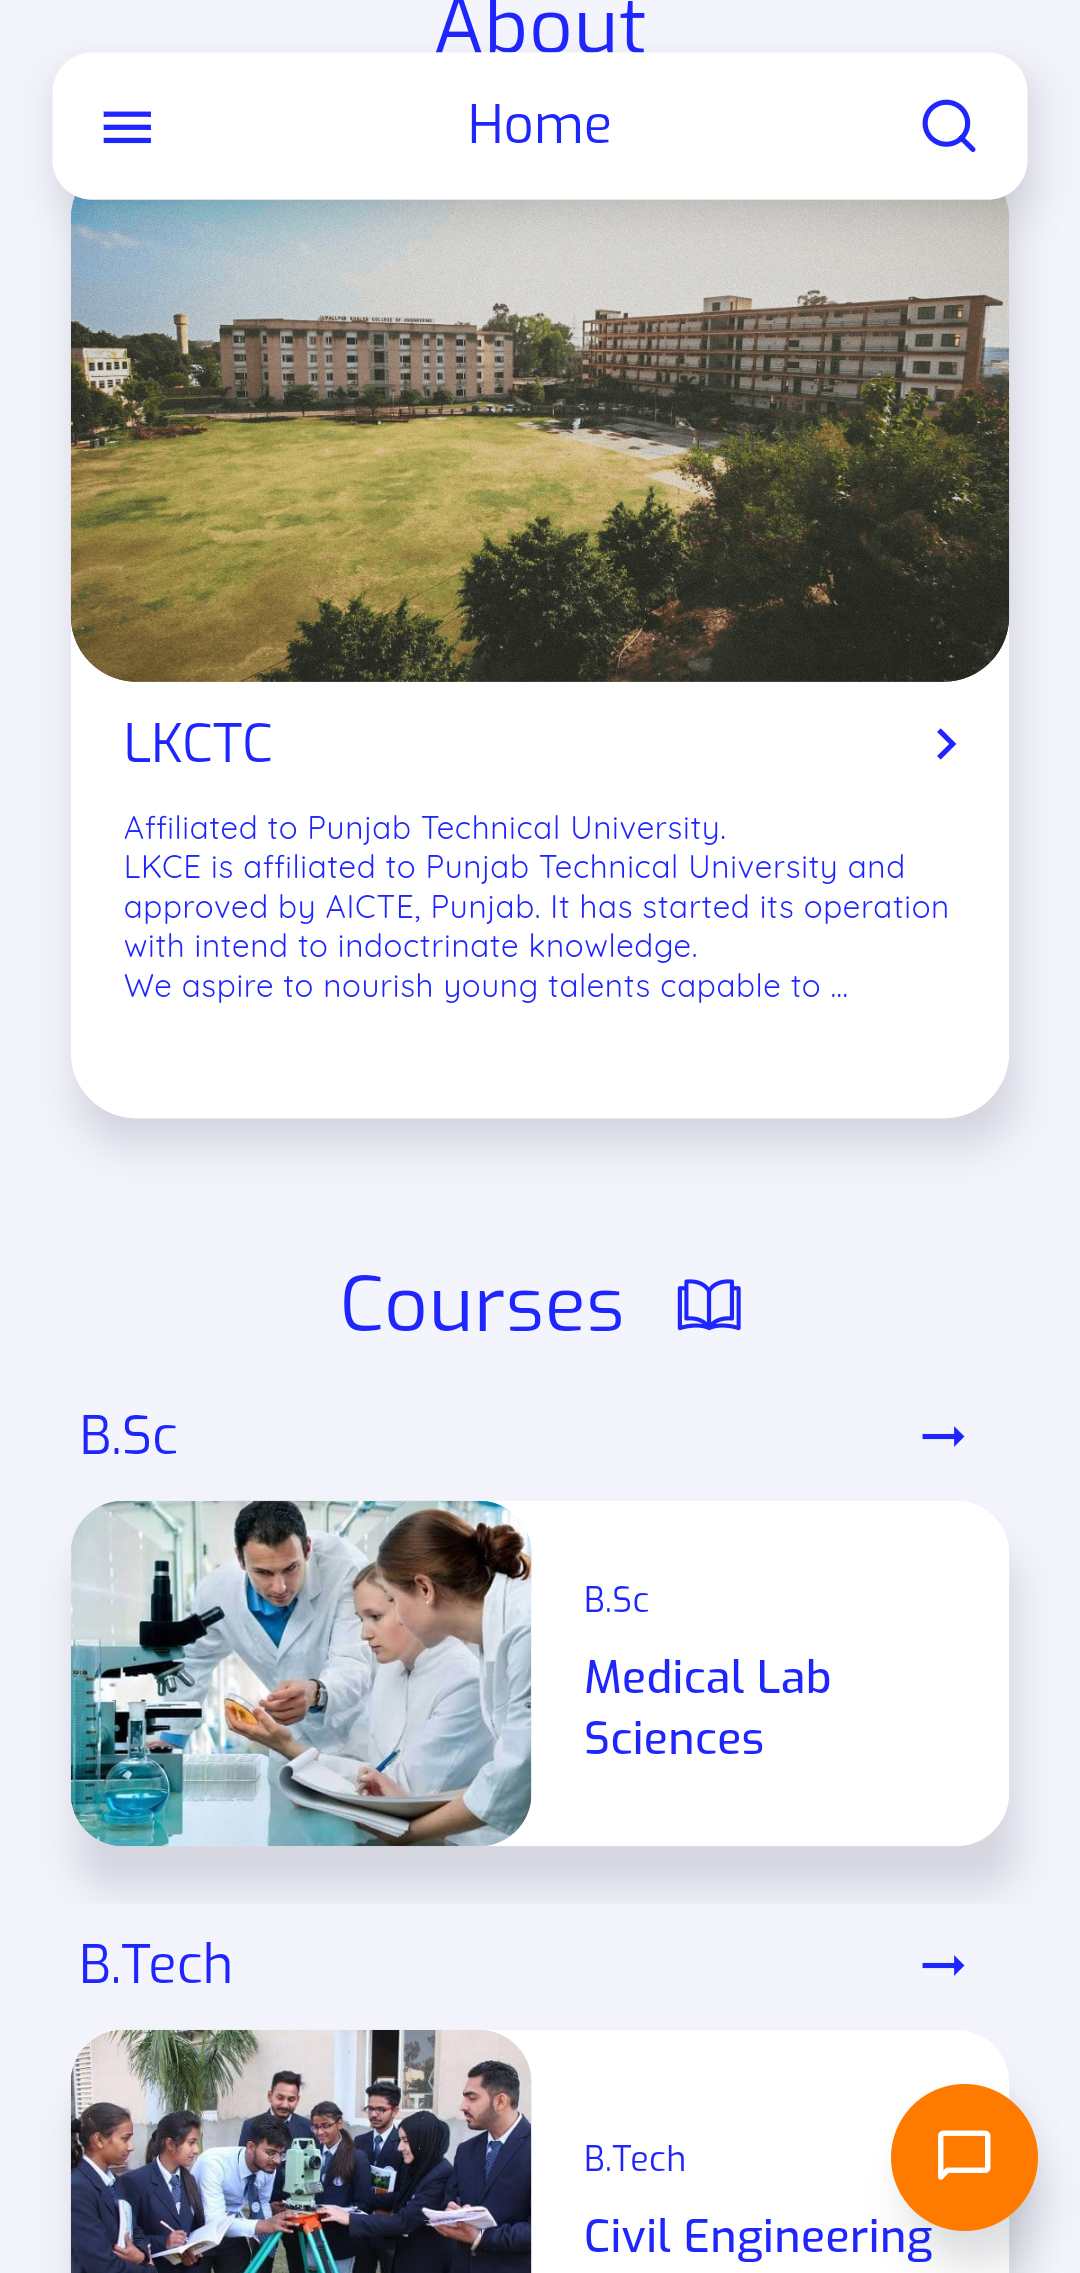 About
Home
LKCTC
Affiliated to Punjab Technical University.
LKCE is affiliated to Punjab Technical University and
approved by AICTE, Punjab. It has started its operation
with intend to indoctrinate knowledge.
We aspire to nourish young talents capable to ...
Courses
B.Sc
B.Sc
Medical Lab
Sciences
B.Tech
B.Tech
Civil Engineering